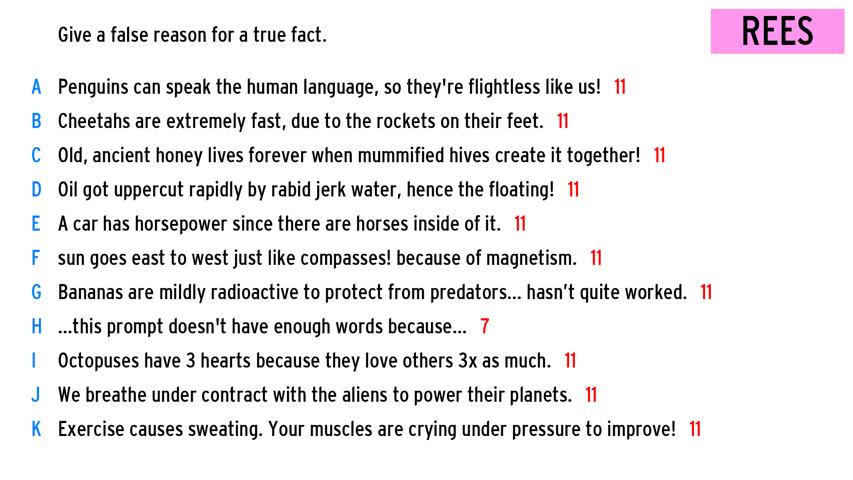 Give a false reason for a true fact.
REES
A Penguins can speak the human language, so they're flightless like us! 11
B Cheetahs are extremely fast, due to the rockets on their feet. 11
C Old, ancient honey lives forever when mummified hives create it together! 11
D Oil got uppercut rapidly by rabid jerk water, hence the floating! 11
E A car has horsepower since there are horses inside of it. 11
F sun goes east to west just like compasses! because of magnetism. 11
G Bananas are mildly radioactive to protect from predators... hasn’t quite worked. 11
H ...this prompt doesn't have enough words because... 7
I Octopuses have 3 hearts because they love others 3x as much. 11
J We breathe under contract with the aliens to power their planets. 11
K Exercise causes sweating. Your muscles are crying under pressure to improve! 11